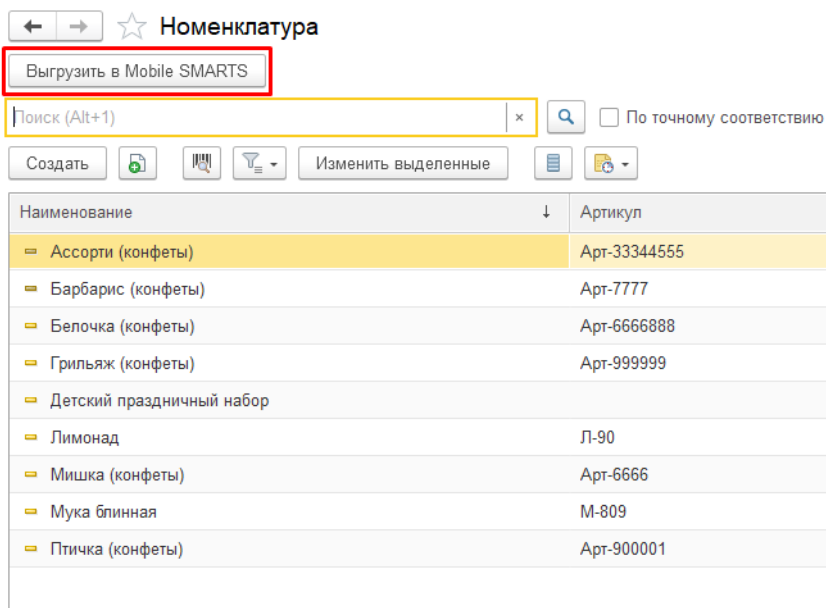 Номенклатура
Выгрузить в Mobile SMARTS
Поиск (Alt+1) × По точному соответствию
Создать Изменить выделенные
Наименование ↓ Артикул
Ассорти (конфеты) Арт-33344555
Барбарис (конфеты) Арт-7777
Белочка (конфеты) Арт-6666888
Грильяж (конфеты) Арт-999999
Детский праздничный набор
Лимонад Л-90
Мишка (конфеты) Арт-6666
Мука блинная М-809
Птичка (конфеты) Арт-900001